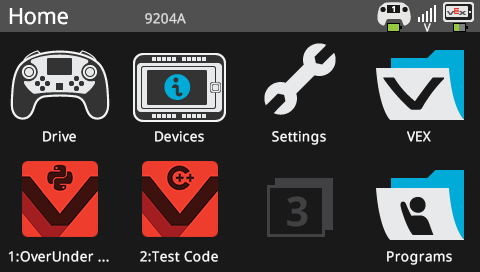 Home
9204A
1
VEX
V
Drive
Devices
Settings
VEX
1:OverUnder ...
2:Test Code
3
Programs